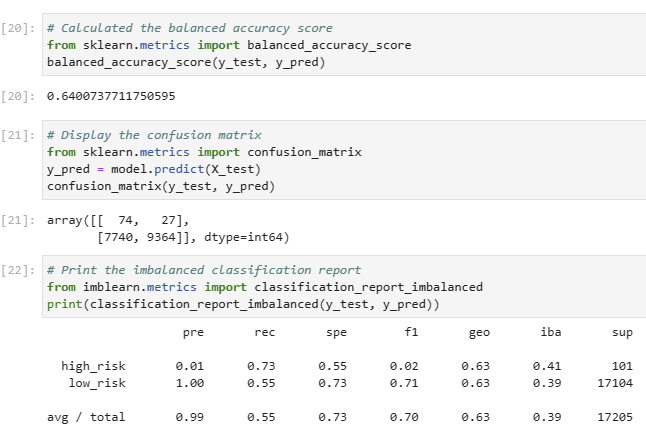 [20]: # Calculated the balanced accuracy score
from sklearn.metrics import balanced_accuracy_score
balanced_accuracy_score(y_test, y_pred)
[20]: 0.6400737711750595
[21]: # Display the confusion matrix
from sklearn.metrics import confusion_matrix
y_pred = model.predict(X_test)
confusion_matrix(y_test, y_pred)
[21]: array([[  74,   27],
       [7740, 9364]], dtype=int64)
[22]: # Print the imbalanced classification report
from imblearn.metrics import classification_report_imbalanced
print(classification_report_imbalanced(y_test, y_pred))
pre rec spe f1 geo iba sup
high_risk 0.01 0.73 0.55 0.02 0.63 0.41 101
low_risk 1.00 0.55 0.73 0.71 0.63 0.39 17104
avg / total 0.99 0.55 0.73 0.70 0.63 0.39 17205